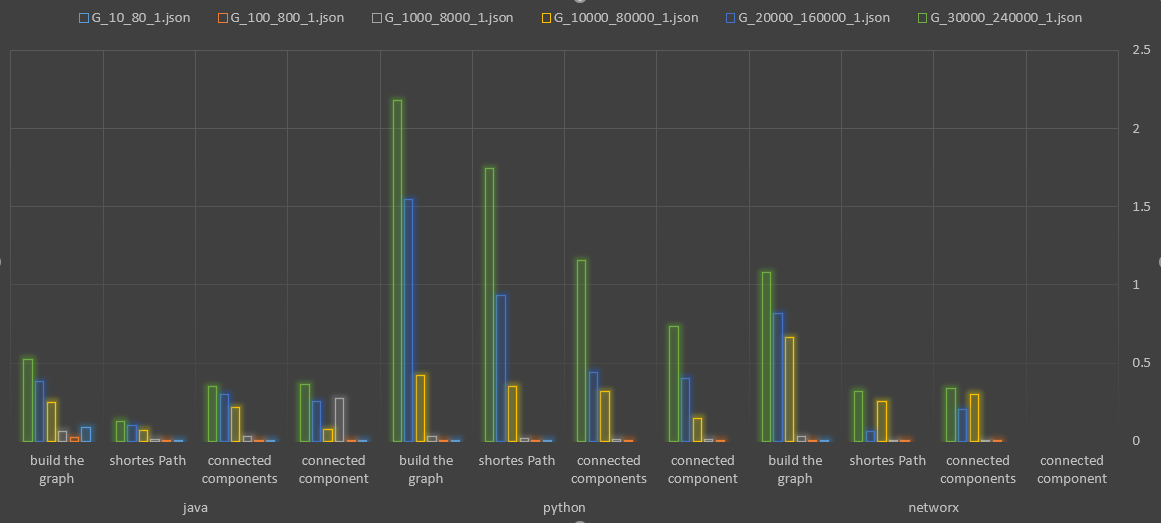 G_10_80_1.json G_100_800_1.json G_1000_8000_1.json G_10000_80000_1.json G_20000_160000_1.json G_30000_240000_1.json
2.5
2
1.5
1
0.5
0
build the graph
shortes Path
connected components
connected component
build the graph
shortes Path
connected components
connected component
build the graph
shortes Path
connected components
connected component
java python networx